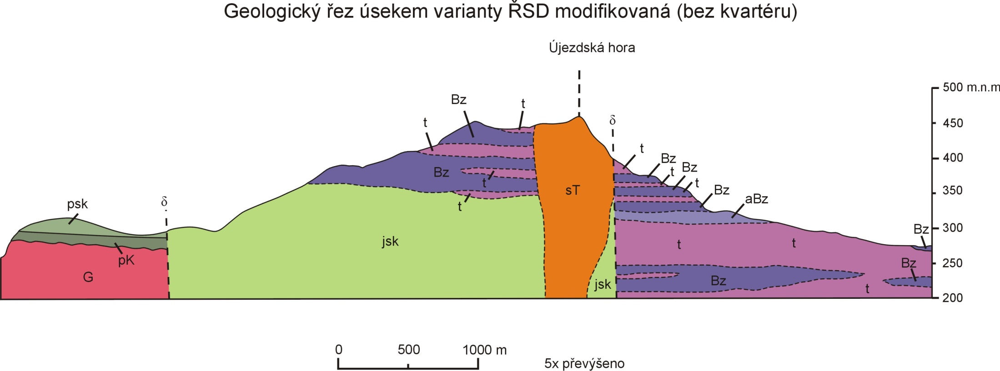 Geologický řez úsekem varianty ŘSD modifikovaná (bez kvartéru)
Újezdská hora
500 m.n.m
Bz
t
t
δ
450
t
Bz
400
Bz
t
Bz
t
t
sT
Bz
aBz
350
psk
δ
t
Bz
300
jsk
t
t
pK
Bz
250
G
jsk
Bz
t
200
0 500 1000 m
5x převýšeno